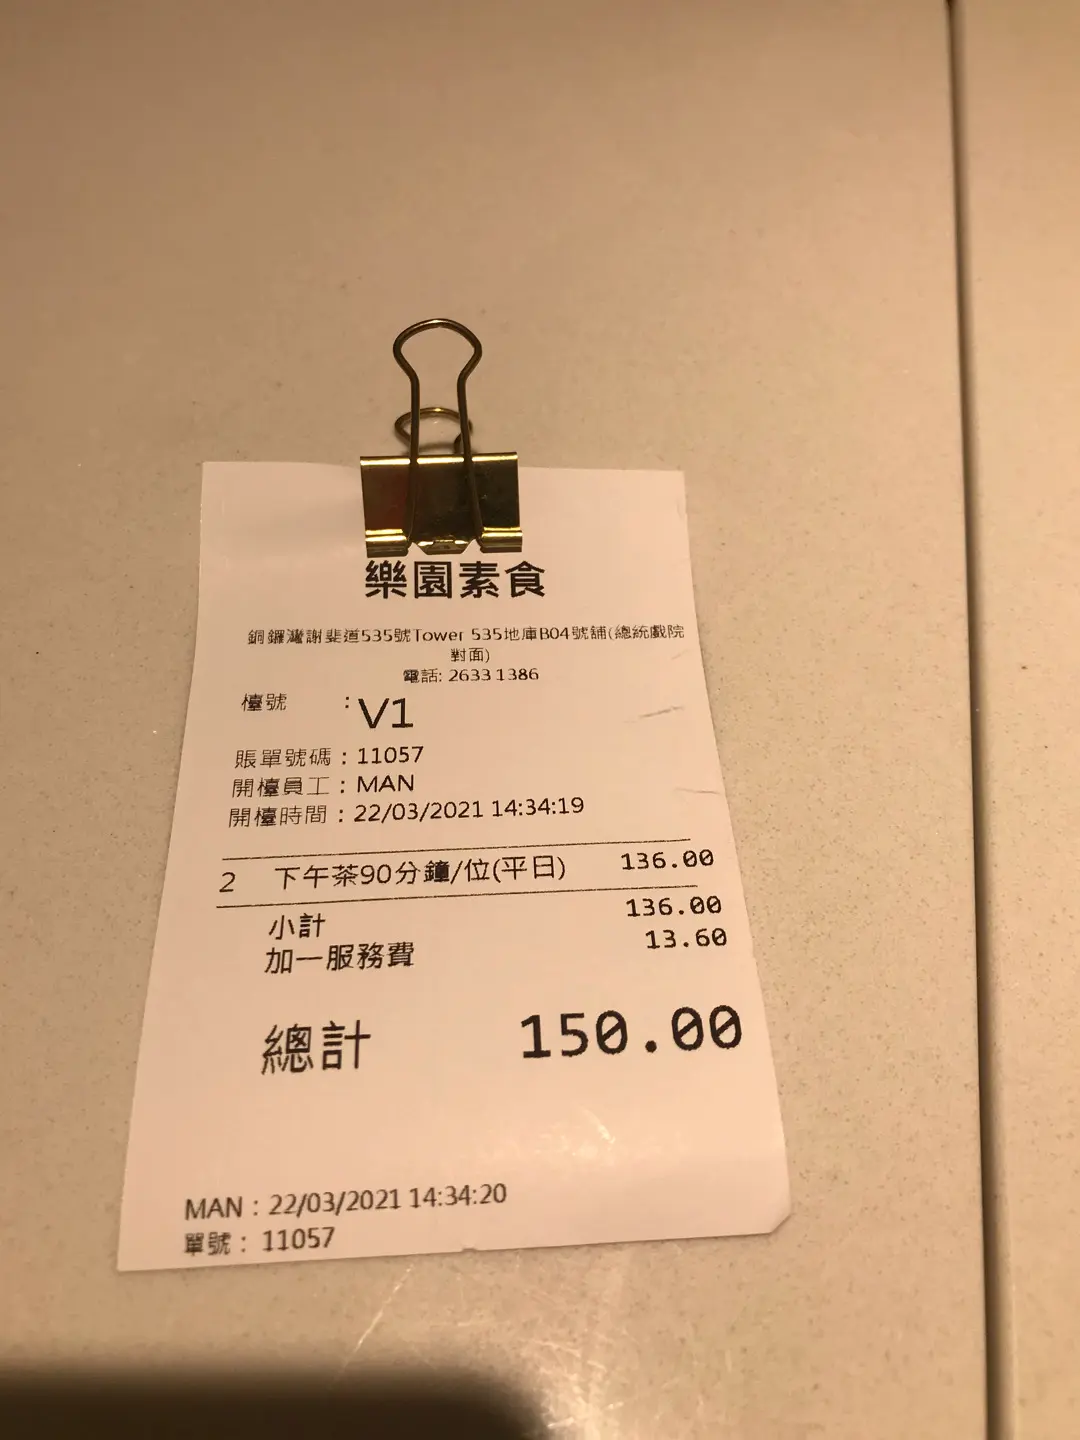 樂園素食
銅鑼灣謝斐道535號Tower 535地庫B04號舖(總統戲院
對面)
電話: 2633 1386
檯號 : V1
賬單號碼 : 11057
開檯員工 : MAN
開檯時間 : 22/03/2021 14:34:19
2 下午茶90分鐘/位(平日) 136.00
小計 136.00
加一服務費 13.60
總計 150.00
MAN : 22/03/2021 14:34:20
單號 : 11057